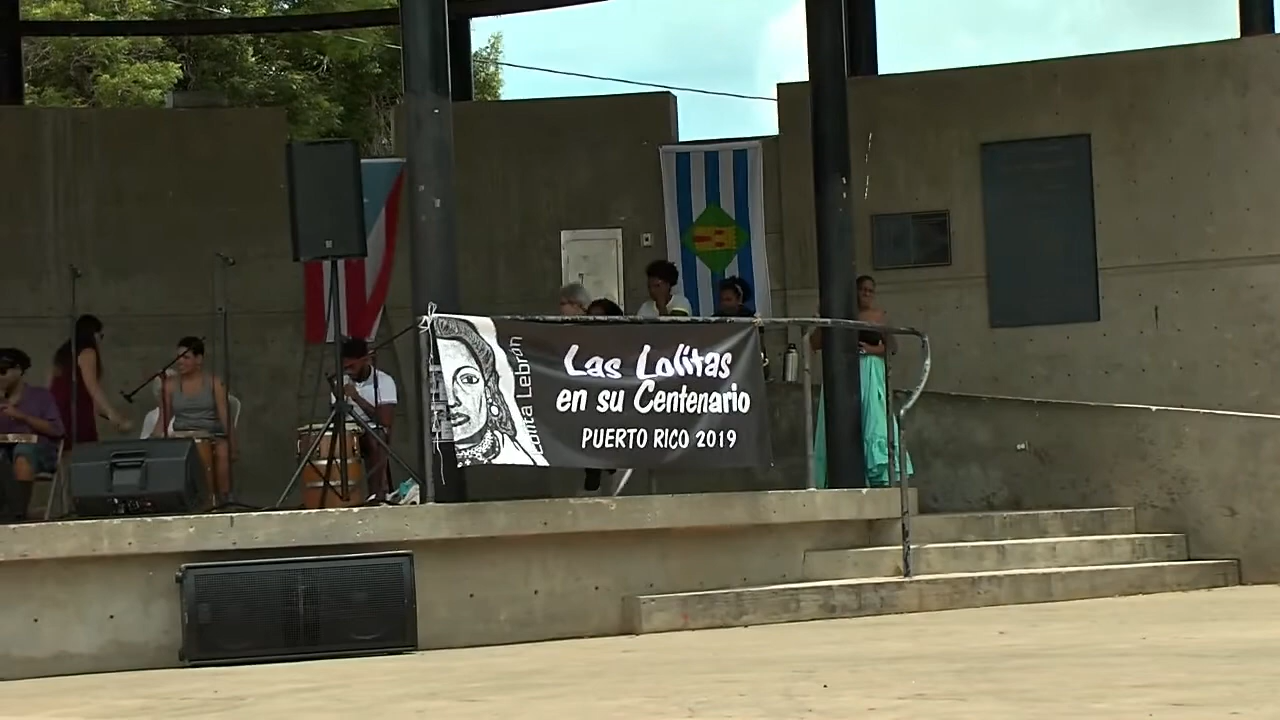 Lolita Lebrón
Las Lolitas
en su Centenario
PUERTO RICO 2019